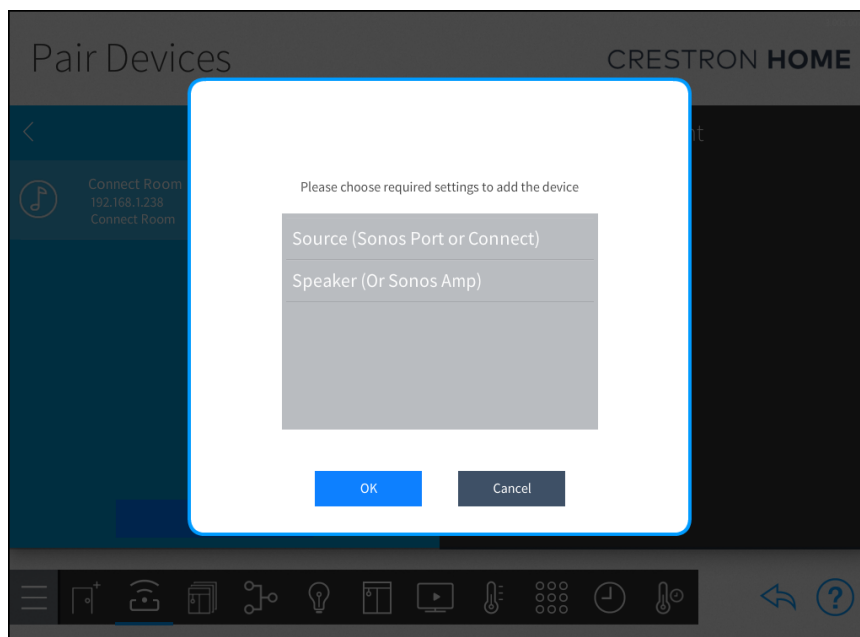 Pair Devices
CRESTRON HOME
Connect Room
192.168.1.238
Connect Room
Please choose required settings to add the device
Source (Sonos Port or Connect)
Speaker (Or Sonos Amp)
OK
Cancel
?